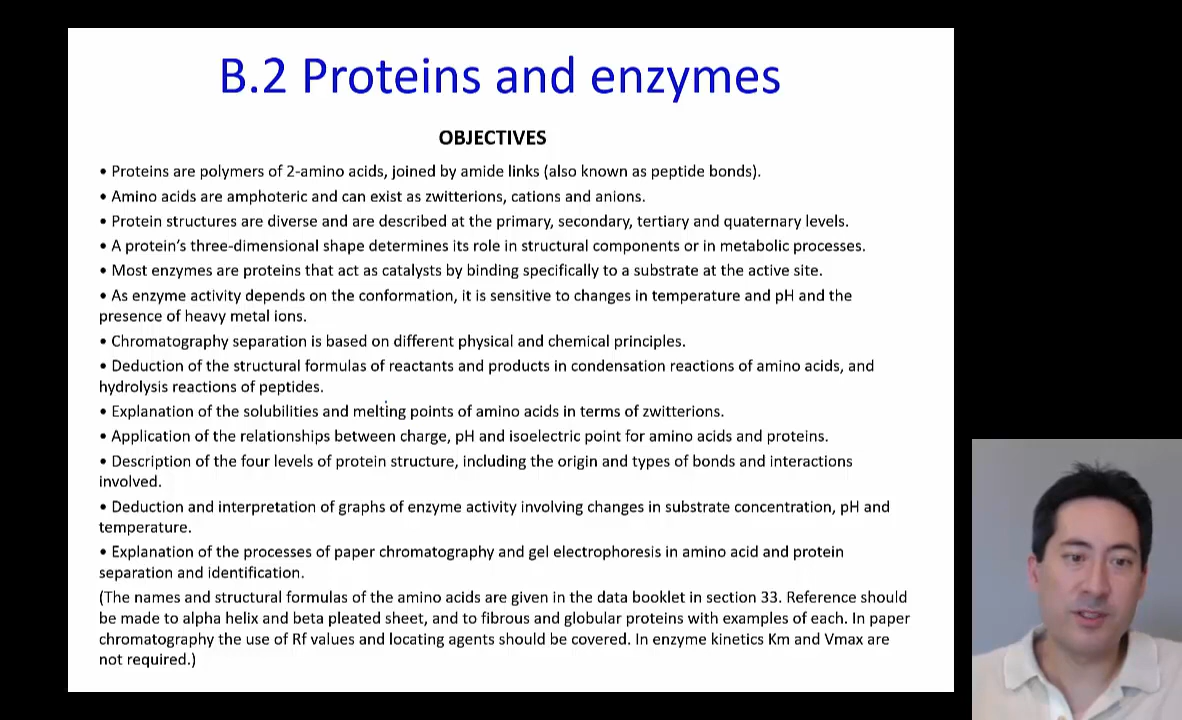 B.2 Proteins and enzymes
OBJECTIVES
• Proteins are polymers of 2-amino acids, joined by amide links (also known as peptide bonds).
• Amino acids are amphoteric and can exist as zwitterions, cations and anions.
• Protein structures are diverse and are described at the primary, secondary, tertiary and quaternary levels.
• A protein’s three-dimensional shape determines its role in structural components or in metabolic processes.
• Most enzymes are proteins that act as catalysts by binding specifically to a substrate at the active site.
• As enzyme activity depends on the conformation, it is sensitive to changes in temperature and pH and the
presence of heavy metal ions.
• Chromatography separation is based on different physical and chemical principles.
• Deduction of the structural formulas of reactants and products in condensation reactions of amino acids, and
hydrolysis reactions of peptides.
• Explanation of the solubilities and melting points of amino acids in terms of zwitterions.
• Application of the relationships between charge, pH and isoelectric point for amino acids and proteins.
• Description of the four levels of protein structure, including the origin and types of bonds and interactions
involved.
• Deduction and interpretation of graphs of enzyme activity involving changes in substrate concentration, pH and
temperature.
• Explanation of the processes of paper chromatography and gel electrophoresis in amino acid and protein
separation and identification.
(The names and structural formulas of the amino acids are given in the data booklet in section 33. Reference should
be made to alpha helix and beta pleated sheet, and to fibrous and globular proteins with examples of each. In paper
chromatography the use of Rf values and locating agents should be covered. In enzyme kinetics Km and Vmax are
not required.)